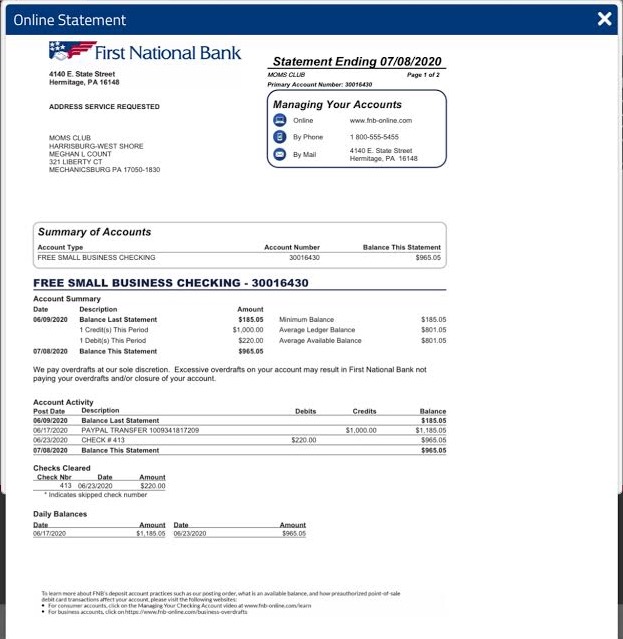 Online Statement
First National Bank
4140 E. State Street
Hermitage, PA 16148
ADDRESS SERVICE REQUESTED
MOMS CLUB
HARRISBURG-WEST SHORE
MEGHAN L COUNT
321 LIBERTY CT
MECHANICSBURG PA 17050-1830
Statement Ending 07/08/2020
MOMS CLUB Page 1 of 2
Primary Account Number: 30016430
Managing Your Accounts
Online www.fnb-online.com
By Phone 1 800-555-5455
By Mail 4140 E. State Street
Hermitage, PA 16148
Summary of Accounts
Account Type Account Number Balance This Statement
FREE SMALL BUSINESS CHECKING 30016430 $965.05
FREE SMALL BUSINESS CHECKING - 30016430
Account Summary
Date Description Amount
06/09/2020 Balance Last Statement $185.05 Minimum Balance $185.05
1 Credit(s) This Period $1,000.00 Average Ledger Balance $801.05
1 Debit(s) This Period $220.00 Average Available Balance $801.05
07/08/2020 Balance This Statement $965.05
We pay overdrafts at our sole discretion. Excessive overdrafts on your account may result in First National Bank not
paying your overdrafts and/or closure of your account.
Account Activity
Post Date Description Debits Credits Balance
06/09/2020 Balance Last Statement $185.05
06/17/2020 PAYPAL TRANSFER 1009341817209 $1,000.00 $1,185.05
06/23/2020 CHECK # 413 $220.00 $965.05
07/08/2020 Balance This Statement $965.05
Checks Cleared
Check Nbr Date Amount
413 06/23/2020 $220.00
* Indicates skipped check number
Daily Balances
Date Amount Date Amount
06/17/2020 $1,185.05 06/23/2020 $965.05
To learn more about FNB's deposit account practices such as our posting order, what is an available balance, and how preauthorized point-of-sale
debit card transactions affect your account, please visit the following websites:
• For consumer accounts, click on the Managing Your Checking Account video at www.fnb-online.com/learn
• For business accounts, click on https://www.fnb-online.com/business-overdrafts